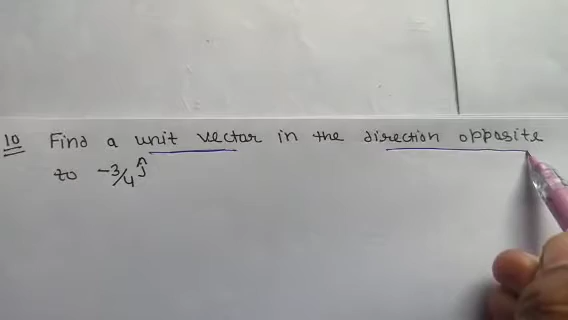 10 Find a unit vector in the direction opposite
to -3/4 ĵ